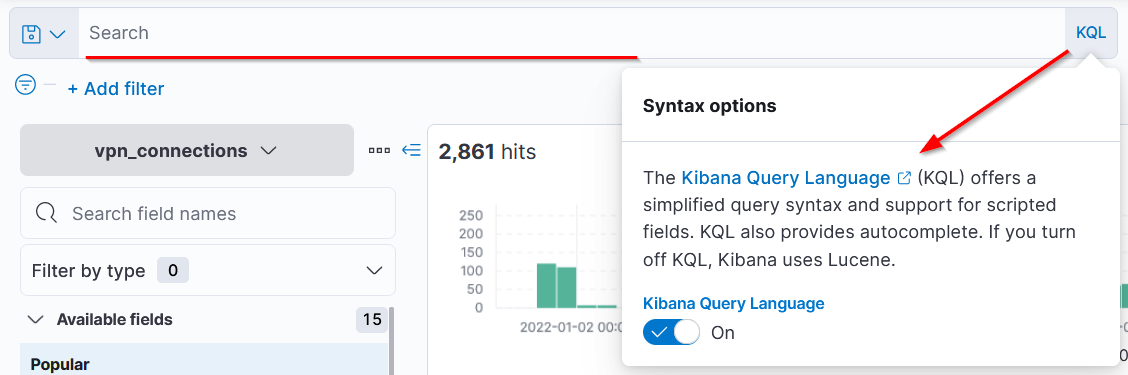 Search
KQL
+ Add filter
Syntax options
vpn_connections
2,861 hits
The Kibana Query Language (KQL) offers a
simplified query syntax and support for scripted
fields. KQL also provides autocomplete. If you turn
off KQL, Kibana uses Lucene.
Search field names
250
200
150
100
50
0
Filter by type 0
Kibana Query Language
2022-01-02 00:0
Available fields 15
On
Popular